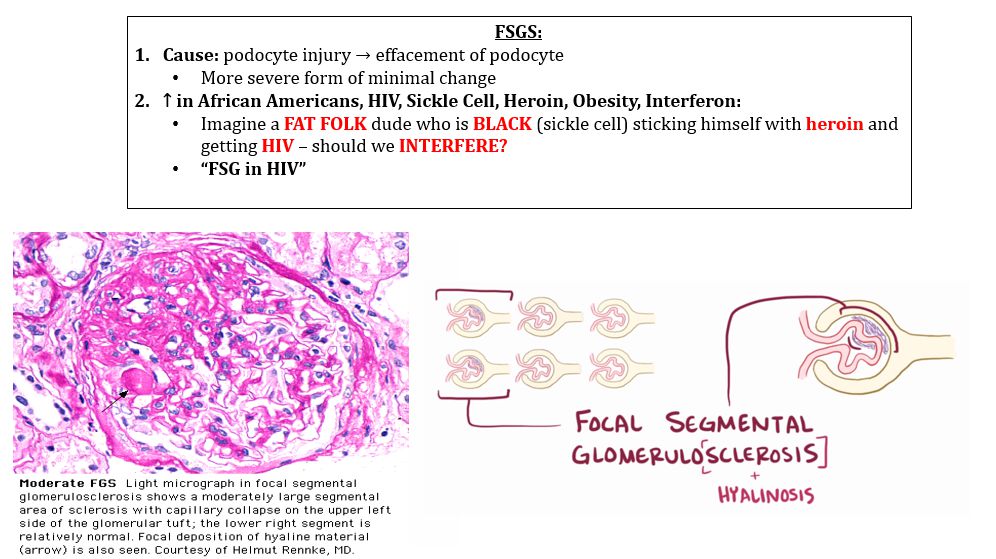 FSGS:
1. Cause: podocyte injury → effacement of podocyte
• More severe form of minimal change
2. ↑ in African Americans, HIV, Sickle Cell, Heroin, Obesity, Interferon:
• Imagine a FAT FOLK dude who is BLACK (sickle cell) sticking himself with heroin and
getting HIV – should we INTERFERE?
• “FSG in HIV”
Moderate FGS Light micrograph in focal segmental
glomerulosclerosis shows a moderately large segmental
area of sclerosis with capillary collapse on the upper left
side of the glomerular tuft; the lower right segment is
relatively normal. Focal deposition of hyaline material
(arrow) is also seen. Courtesy of Helmut Rennke, MD.
FOCAL SEGMENTAL
GLOMERULO[SCLEROSIS]
+
HYALINOSIS